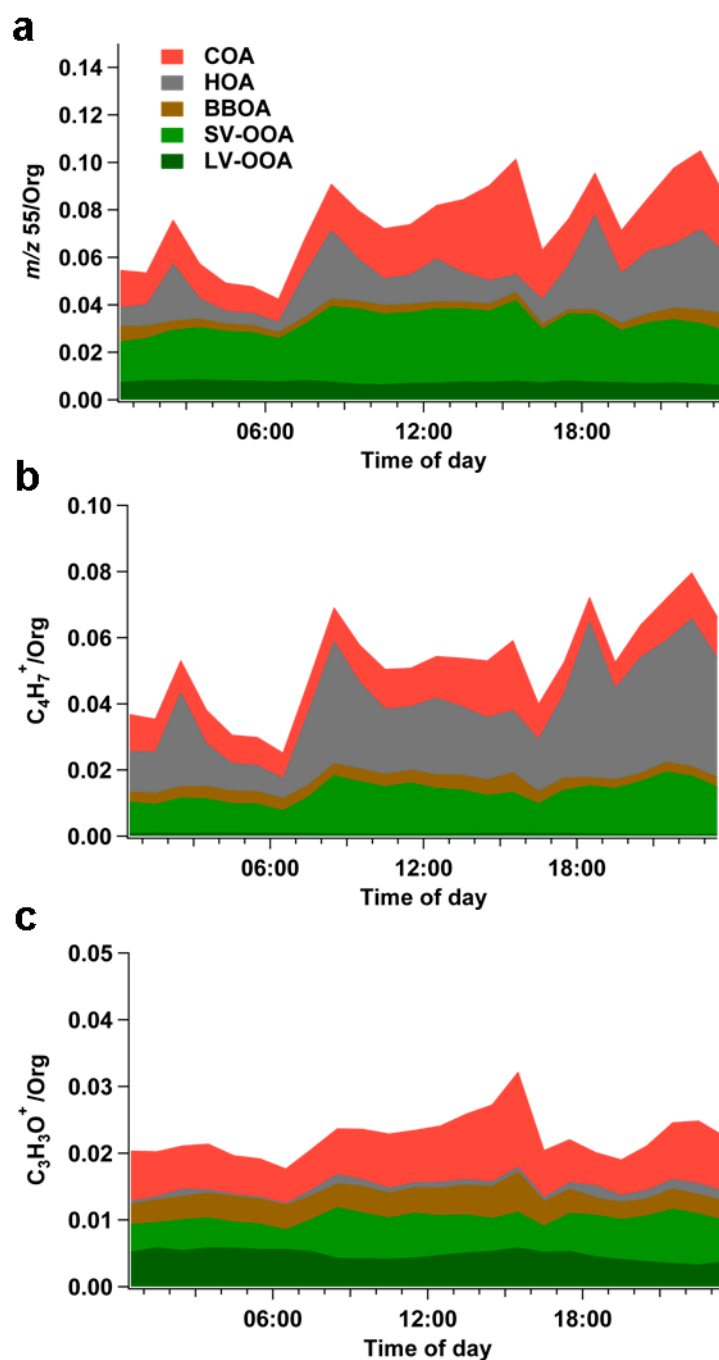 a
COA
HOA
BBOA
SV-OOA
LV-OOA
m/z 55/Org
0.14
0.12
0.10
0.08
0.06
0.04
0.02
0.00
06:00 12:00 18:00
Time of day
b
C₄H₇⁺/Org
0.10
0.08
0.06
0.04
0.02
0.00
06:00 12:00 18:00
Time of day
c
C₃H₃O⁺/Org
0.05
0.04
0.03
0.02
0.01
0.00
06:00 12:00 18:00
Time of day